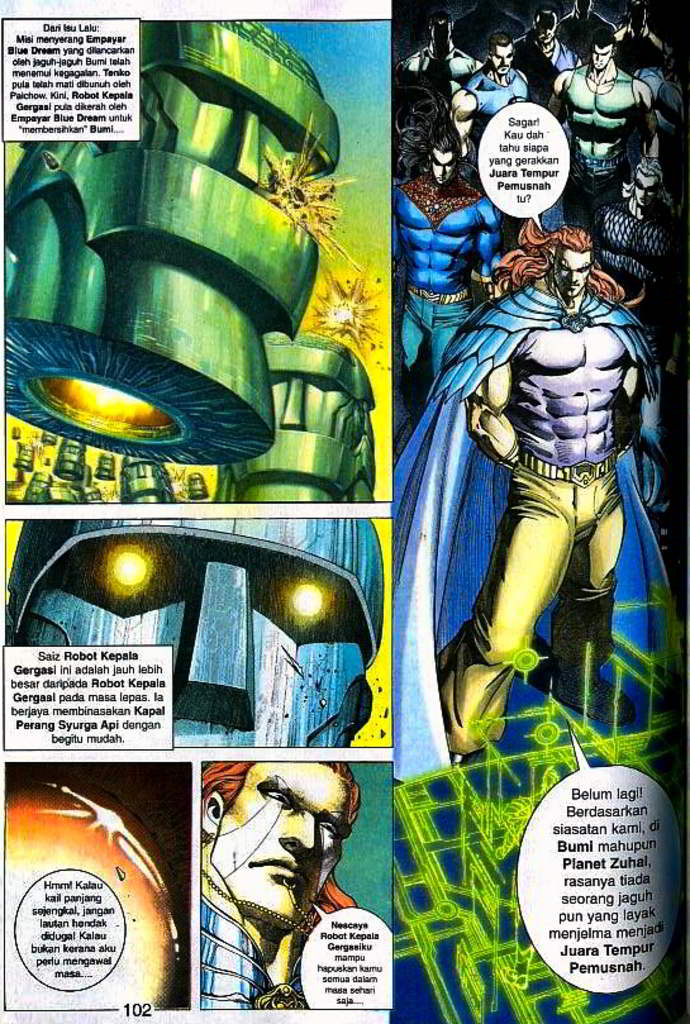 Dari Isu Lalu:
Misi menyerang Empayar
Blue Dream yang dilancarkan
oleh jaguh-jaguh Bumi telah
menemui kegagalan. Tenko
pula telah mati dibunuh oleh
Paichow. Kini, Robot Kepala
Gergasi pula dikerah oleh
Empayar Blue Dream untuk
"membersihkan" Bumi....
Saiz Robot Kepala
Gergasi ini adalah jauh lebih
besar daripada Robot Kepala
Gergasi pada masa lepas. Ia
berjaya membinasakan Kapal
Perang Syurga Api dengan
begitu mudah.
Hmm! Kalau
kail panjang
sejengkal, jangan
lautan hendak
diduga! Kalau
bukan kerana aku
perlu mengawal
masa....
Nescaya
Robot Kepala
Gergasiku
mampu
hapuskan kamu
semua dalam
masa sehari
saja....
Sagar!
Kau dah
tahu siapa
yang gerakkan
Juara Tempur
Pemusnah
tu?
Belum lagi!
Berdasarkan
siasatan kami, di
Bumi mahupun
Planet Zuhal,
rasanya tiada
seorang jaguh
pun yang layak
menjelma menjadi
Juara Tempur
Pemusnah.
102